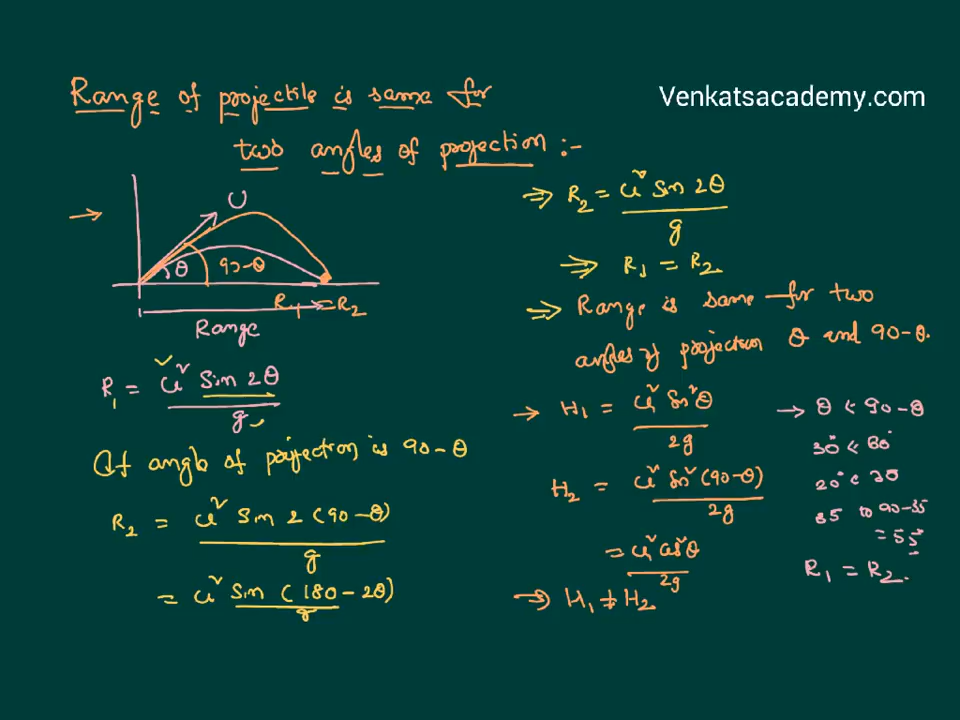 Venkatsacademy.com
Range of projectile is same for
two angles of projection :-
→ U
θ 90-θ
R₁ = R₂
Range
R₁ = u² Sin 2θ / g
If angle of projection is 90-θ
R₂ = u² Sin 2 (90-θ) / g
= u² Sin (180-2θ) / g
⇒ R₂ = u² Sin 2θ / g
⇒ R₁ = R₂
⇒ Range is same for two
angles of projection θ and 90-θ.
→ H₁ = u² Sin²θ / 2g
H₂ = u² Sin² (90-θ) / 2g
= u² cos²θ / 2g
→ H₁ ≠ H₂
→ θ < 90-θ
30° < 60°
35 to 90-35
= 55°
R₁ = R₂.